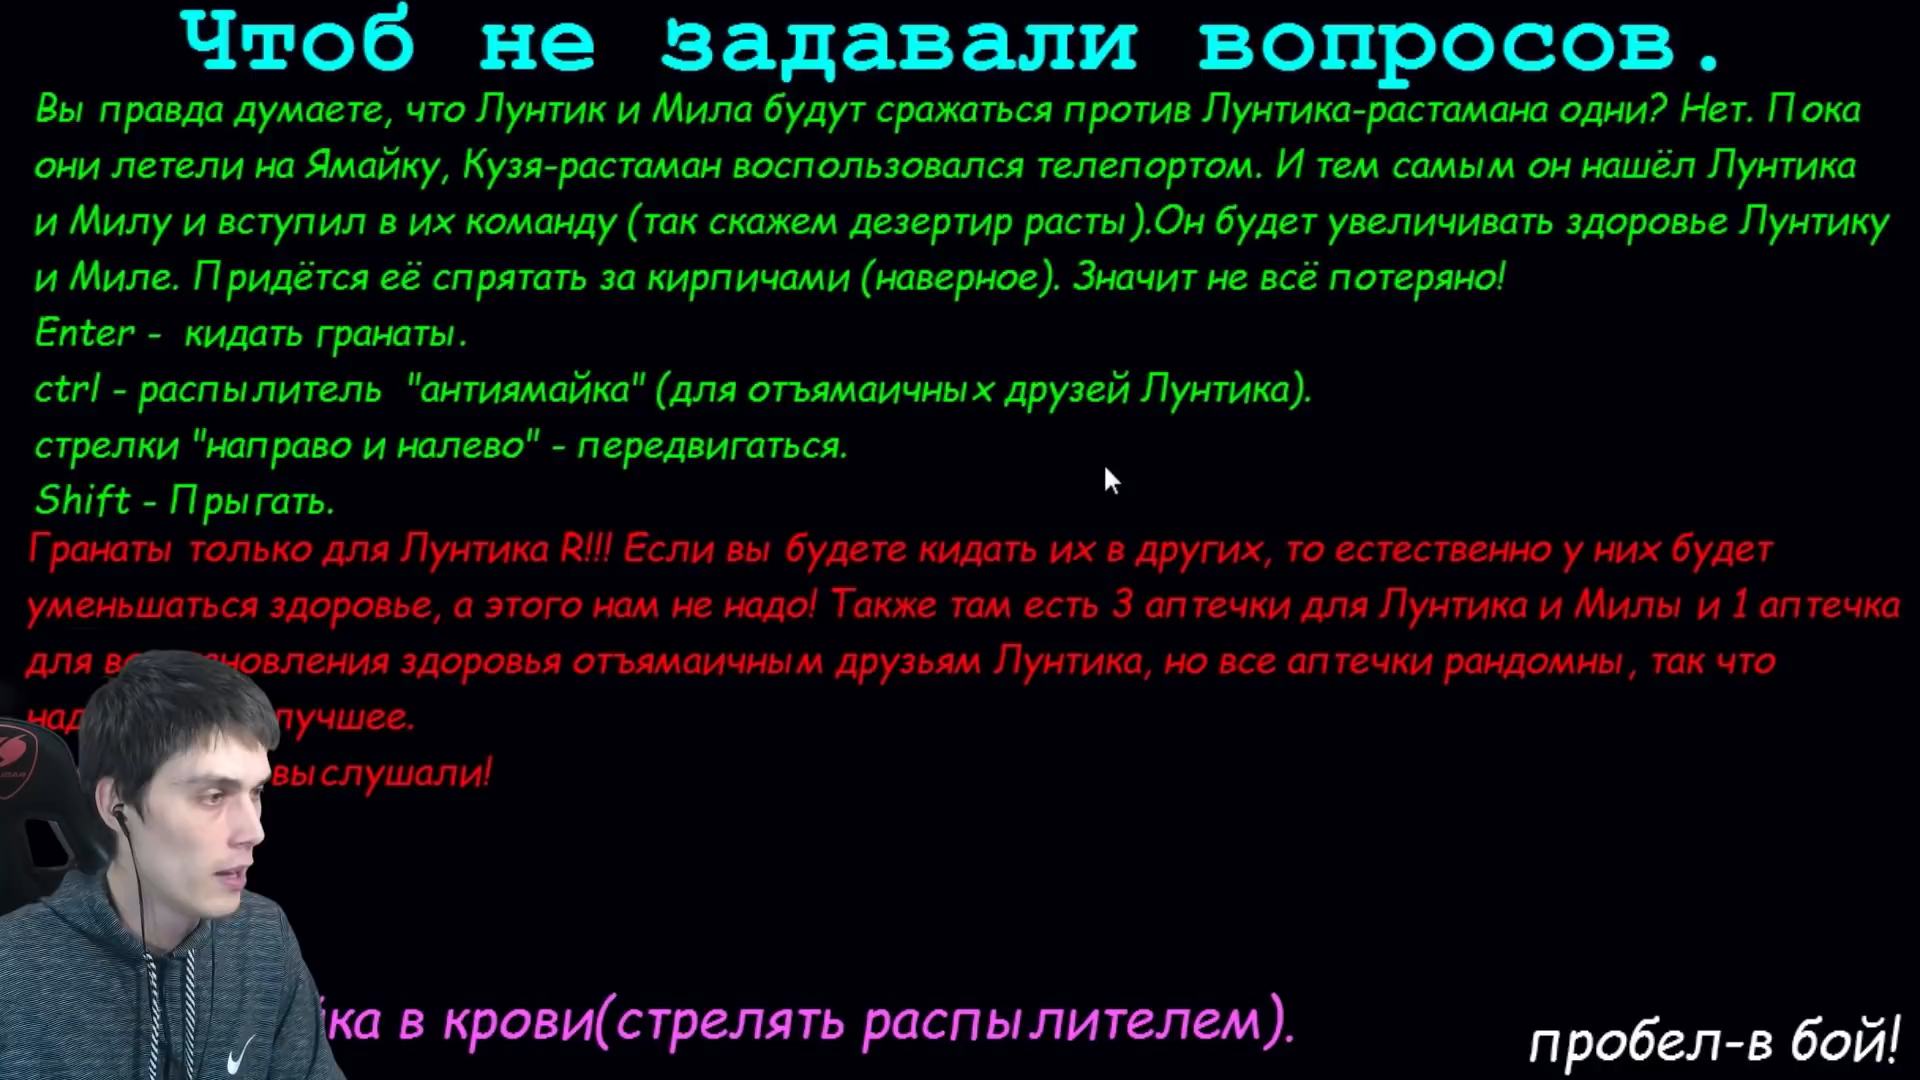 Чтоб не задавали вопросов.
Вы правда думаете, что Лунтик и Мила будут сражаться против Лунтика-растамана одни? Нет. Пока
они летели на Ямайку, Кузя-растаман воспользовался телепортом. И тем самым он нашёл Лунтика
и Милу и вступил в их команду (так скажем дезертир расты).Он будет увеличивать здоровье Лунтику
и Миле. Придётся её спрятать за кирпичами (наверное). Значит не всё потеряно!
Enter - кидать гранаты.
ctrl - распылитель "антиямайка" (для отъямаичных друзей Лунтика).
стрелки "направо и налево" - передвигаться.
Shift - Прыгать.
Гранаты только для Лунтика R!!! Если вы будете кидать их в других, то естественно у них будет
уменьшаться здоровье, а этого нам не надо! Также там есть 3 аптечки для Лунтика и Милы и 1 аптечка
для здоровья отъямаичным друзьям Лунтика, но все аптечки рандомны, так что
лучшее.
выслушали!
в крови(стрелять распылителем).
пробел-в бой!